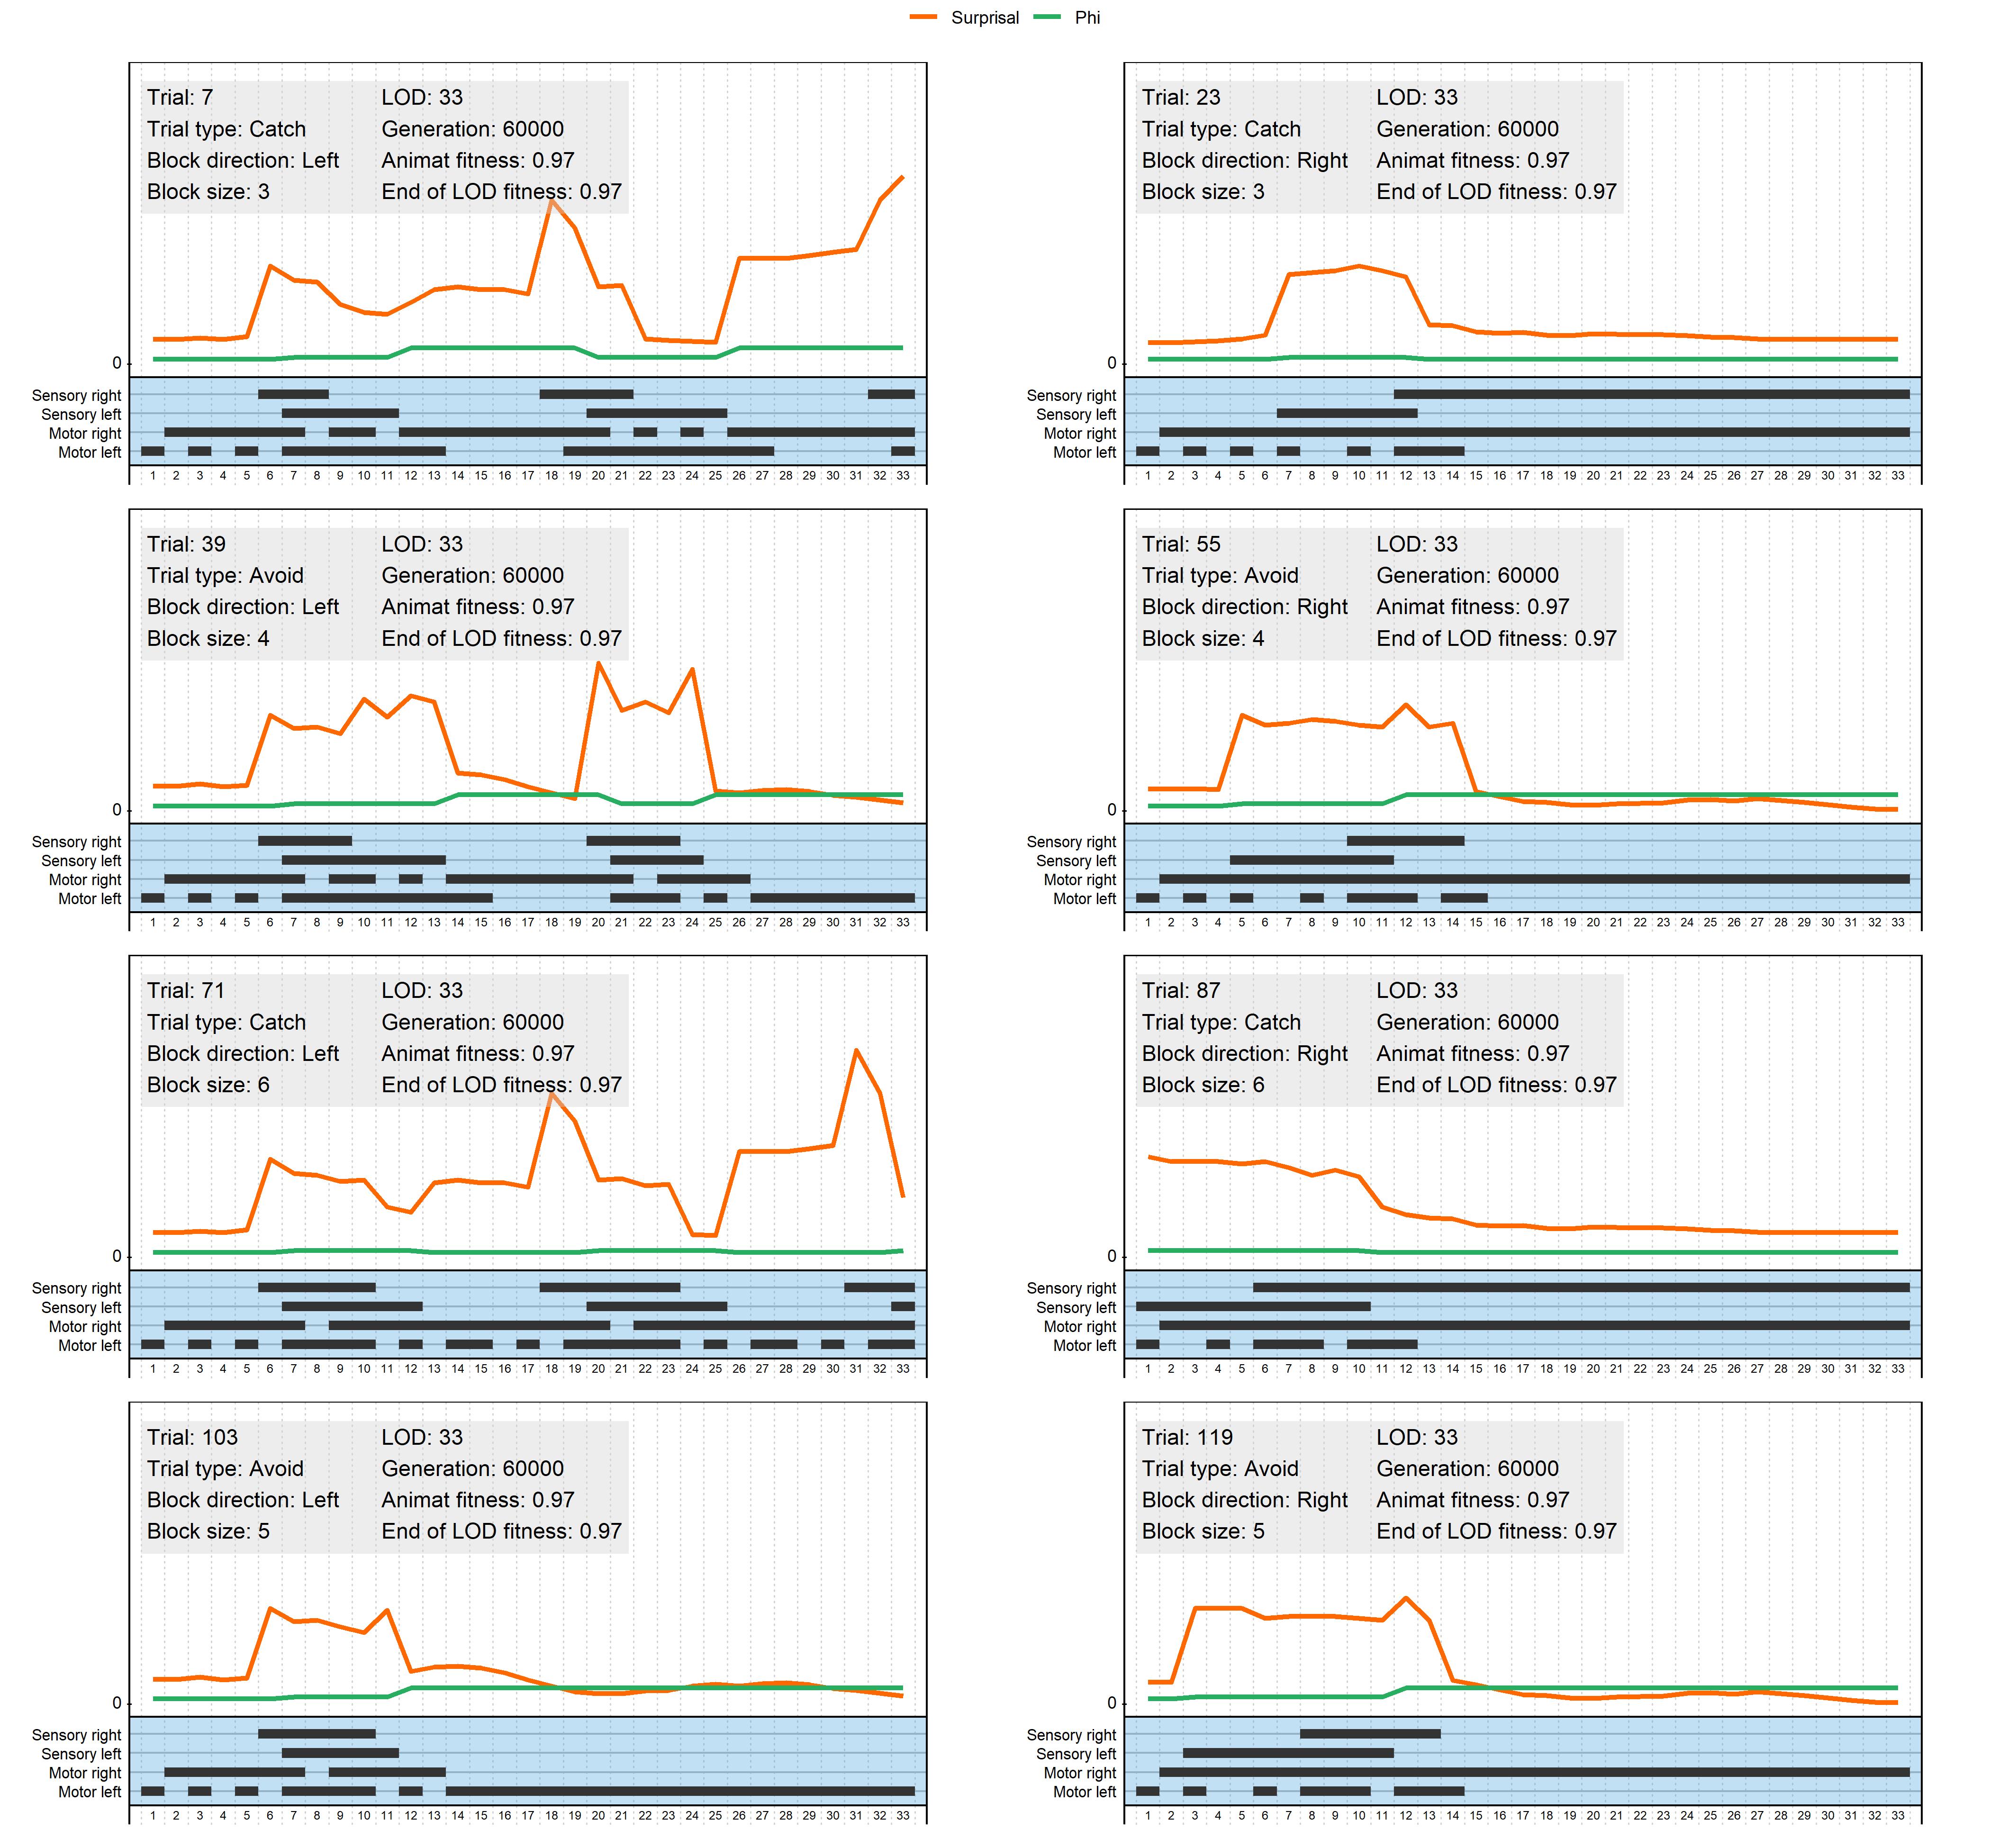 Surprisal Phi
Trial: 7 LOD: 33
Trial type: Catch Generation: 60000
Block direction: Left Animat fitness: 0.97
Block size: 3 End of LOD fitness: 0.97
0
Sensory right
Sensory left
Motor right
Motor left
1 2 3 4 5 6 7 8 9 10 11 12 13 14 15 16 17 18 19 20 21 22 23 24 25 26 27 28 29 30 31 32 33
Trial: 23 LOD: 33
Trial type: Catch Generation: 60000
Block direction: Right Animat fitness: 0.97
Block size: 3 End of LOD fitness: 0.97
0
Sensory right
Sensory left
Motor right
Motor left
1 2 3 4 5 6 7 8 9 10 11 12 13 14 15 16 17 18 19 20 21 22 23 24 25 26 27 28 29 30 31 32 33
Trial: 39 LOD: 33
Trial type: Avoid Generation: 60000
Block direction: Left Animat fitness: 0.97
Block size: 4 End of LOD fitness: 0.97
0
Sensory right
Sensory left
Motor right
Motor left
1 2 3 4 5 6 7 8 9 10 11 12 13 14 15 16 17 18 19 20 21 22 23 24 25 26 27 28 29 30 31 32 33
Trial: 55 LOD: 33
Trial type: Avoid Generation: 60000
Block direction: Right Animat fitness: 0.97
Block size: 4 End of LOD fitness: 0.97
0
Sensory right
Sensory left
Motor right
Motor left
1 2 3 4 5 6 7 8 9 10 11 12 13 14 15 16 17 18 19 20 21 22 23 24 25 26 27 28 29 30 31 32 33
Trial: 71 LOD: 33
Trial type: Catch Generation: 60000
Block direction: Left Animat fitness: 0.97
Block size: 6 End of LOD fitness: 0.97
0
Sensory right
Sensory left
Motor right
Motor left
1 2 3 4 5 6 7 8 9 10 11 12 13 14 15 16 17 18 19 20 21 22 23 24 25 26 27 28 29 30 31 32 33
Trial: 87 LOD: 33
Trial type: Catch Generation: 60000
Block direction: Right Animat fitness: 0.97
Block size: 6 End of LOD fitness: 0.97
0
Sensory right
Sensory left
Motor right
Motor left
1 2 3 4 5 6 7 8 9 10 11 12 13 14 15 16 17 18 19 20 21 22 23 24 25 26 27 28 29 30 31 32 33
Trial: 103 LOD: 33
Trial type: Avoid Generation: 60000
Block direction: Left Animat fitness: 0.97
Block size: 5 End of LOD fitness: 0.97
0
Sensory right
Sensory left
Motor right
Motor left
1 2 3 4 5 6 7 8 9 10 11 12 13 14 15 16 17 18 19 20 21 22 23 24 25 26 27 28 29 30 31 32 33
Trial: 119 LOD: 33
Trial type: Avoid Generation: 60000
Block direction: Right Animat fitness: 0.97
Block size: 5 End of LOD fitness: 0.97
0
Sensory right
Sensory left
Motor right
Motor left
1 2 3 4 5 6 7 8 9 10 11 12 13 14 15 16 17 18 19 20 21 22 23 24 25 26 27 28 29 30 31 32 33